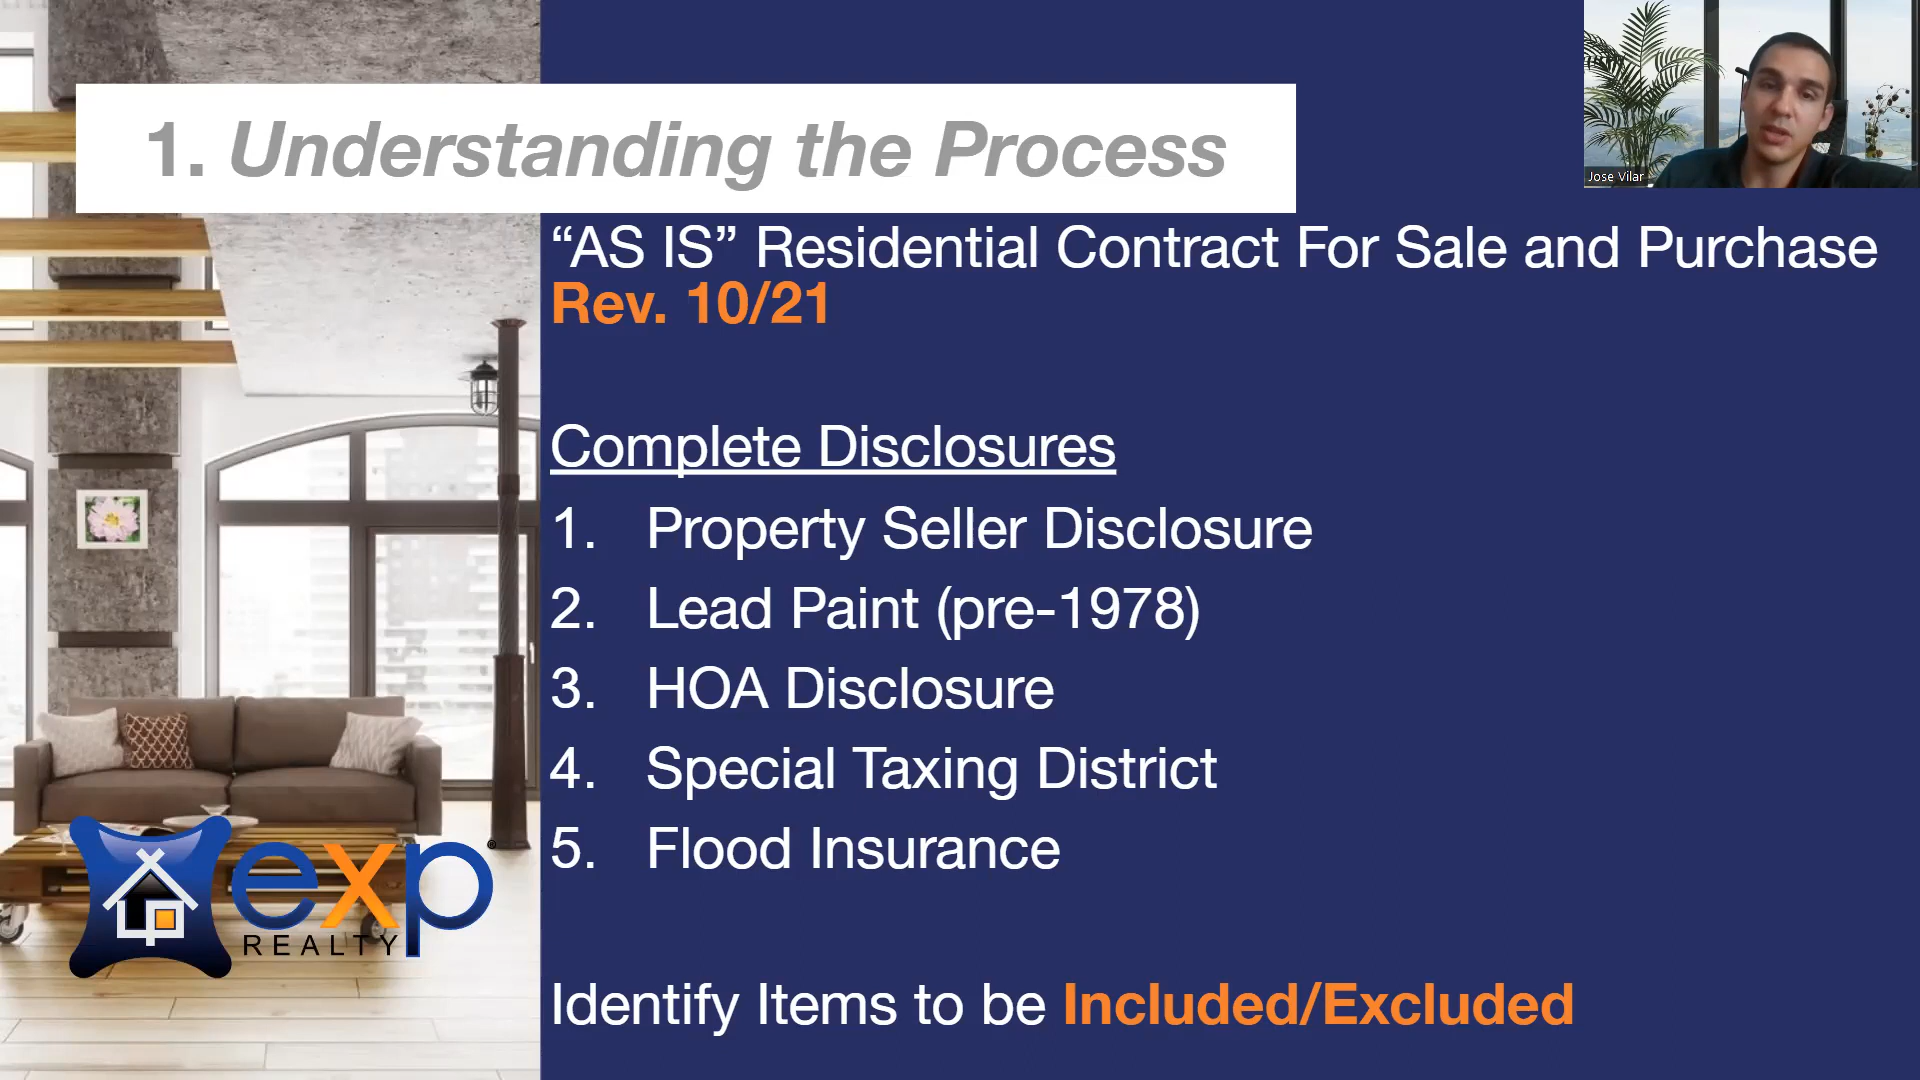 1. Understanding the Process
Jose Vilar
“AS IS” Residential Contract For Sale and Purchase
Rev. 10/21
Complete Disclosures
1. Property Seller Disclosure
2. Lead Paint (pre-1978)
3. HOA Disclosure
4. Special Taxing District
5. Flood Insurance
exp®
REALTY
Identify Items to be Included/Excluded